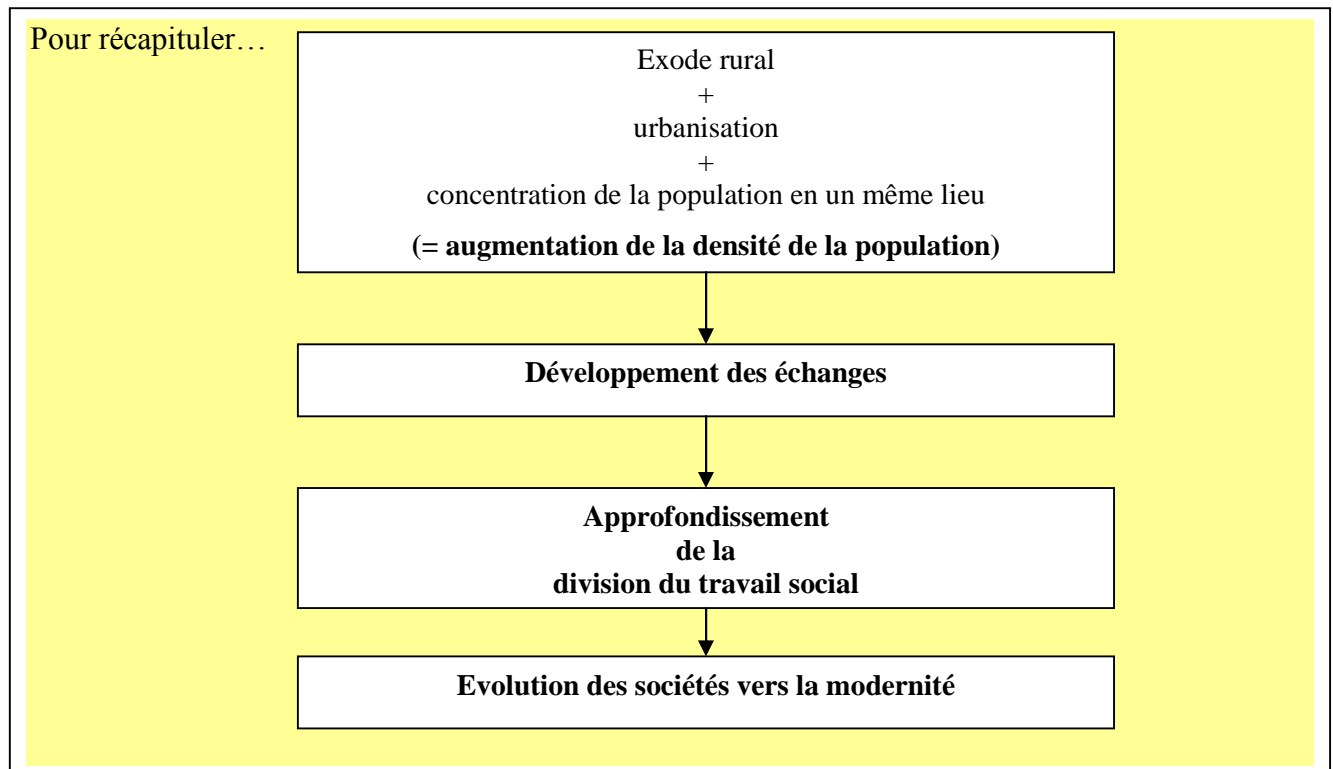 Pour récapituler…
Exode rural
+
urbanisation
+
concentration de la population en un même lieu
(= augmentation de la densité de la population)
Développement des échanges
Approfondissement
de la
division du travail social
Evolution des sociétés vers la modernité